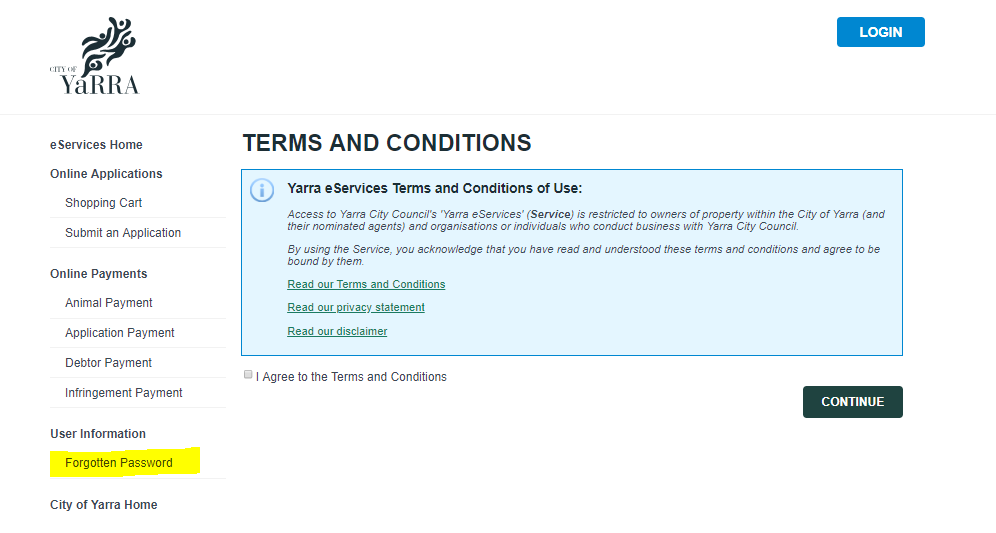 CITY OF
YaRRA
LOGIN
eServices Home
Online Applications
Shopping Cart
Submit an Application
Online Payments
Animal Payment
Application Payment
Debtor Payment
Infringement Payment
User Information
Forgotten Password
City of Yarra Home
TERMS AND CONDITIONS
Yarra eServices Terms and Conditions of Use:
Access to Yarra City Council's 'Yarra eServices' (Service) is restricted to owners of property within the City of Yarra (and
their nominated agents) and organisations or individuals who conduct business with Yarra City Council.
By using the Service, you acknowledge that you have read and understood these terms and conditions and agree to be
bound by them.
Read our Terms and Conditions
Read our privacy statement
Read our disclaimer
I Agree to the Terms and Conditions
CONTINUE